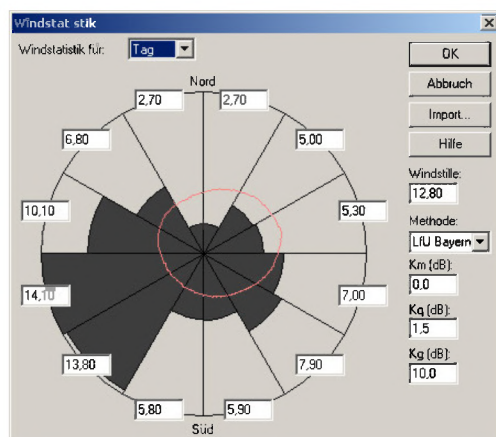 Windstat stik
Windstatistik für: Tag
OK
Abbruch
Import...
Hilfe
Nord
2,70 2,70
6,80 5,00
10,10 5,30
14,10 7,00
13,80 7,90
5,80 5,90
Süd
Windstille:
12,80
Methode:
LfU Bayern
Km (dB):
0,0
Kq (dB):
1,5
Kg (dB):
10,0